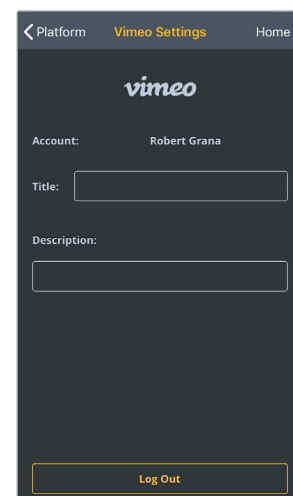 Platform Vimeo Settings Home
vimeo
Account: Robert Grana
Title:
Description:
Log Out